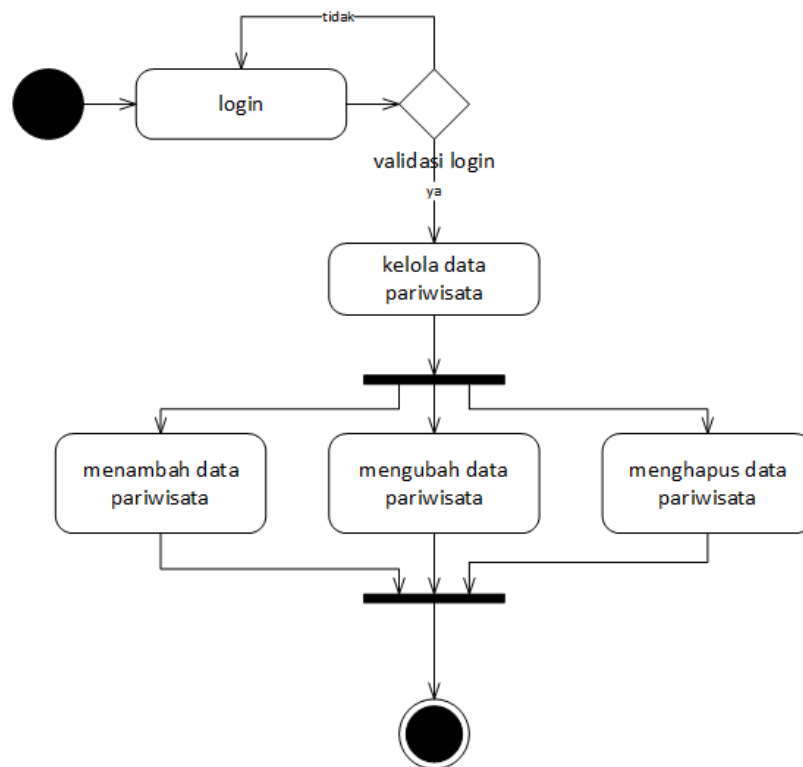 tidak
login
validasi login
ya
kelola data
pariwisata
menambah data
pariwisata
mengubah data
pariwisata
menghapus data
pariwisata